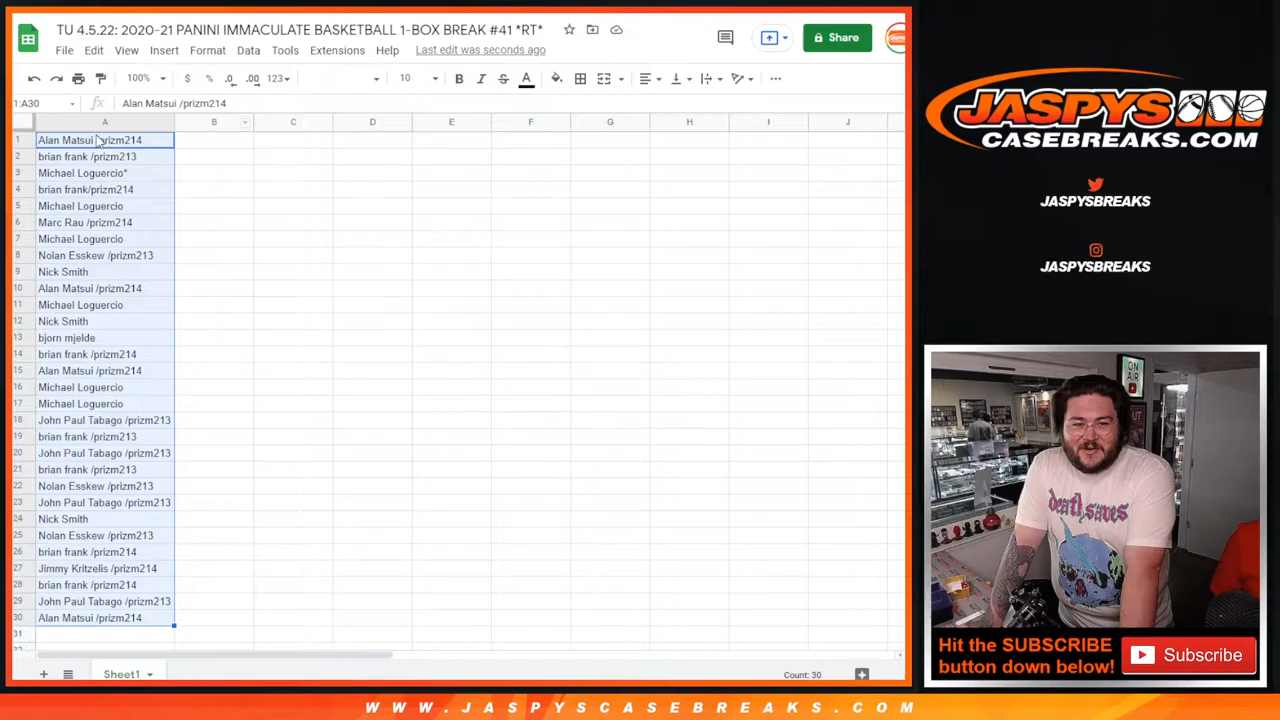 TU 4.5.22: 2020-21 PANINI IMMACULATE BASKETBALL 1-BOX BREAK #41 *RT*
File Edit View Insert Format Data Tools Extensions Help Last edit was seconds ago
Share
100% $ % .0 .00 123 10 B I S A
1:A30 fx Alan Matsui /prizm214
A B C D E F G H I J
1 Alan Matsui /prizm214
2 brian frank /prizm213
3 Michael Loguercio*
4 brian frank/prizm214
5 Michael Loguercio
6 Marc Rau /prizm214
7 Michael Loguercio
8 Nolan Esskew /prizm213
9 Nick Smith
10 Alan Matsui /prizm214
11 Michael Loguercio
12 Nick Smith
13 bjorn mjelde
14 brian frank /prizm214
15 Alan Matsui /prizm214
16 Michael Loguercio
17 Michael Loguercio
18 John Paul Tabago /prizm213
19 brian frank /prizm213
20 John Paul Tabago /prizm213
21 brian frank /prizm213
22 Nolan Esskew /prizm213
23 John Paul Tabago /prizm213
24 Nick Smith
25 Nolan Esskew /prizm213
26 brian frank /prizm214
27 Jimmy Kritzelis /prizm214
28 brian frank /prizm214
29 John Paul Tabago /prizm213
30 Alan Matsui /prizm214
31
Sheet1
Count: 30
JASPYS
CASEBREAKS.COM
JASPYSBREAKS
JASPYSBREAKS
ON
AIR
death saves
Hit the SUBSCRIBE
button down below!
Subscribe
WWW.JASPYSCASEBREAKS.COM